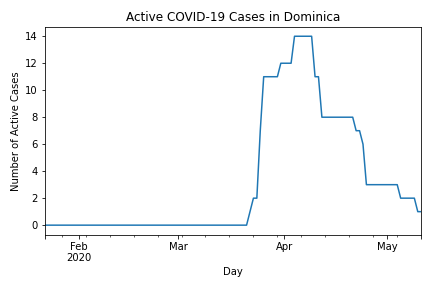 Active COVID-19 Cases in Dominica
Number of Active Cases
14
12
10
8
6
4
2
0
Feb
2020
Mar
Apr
May
Day